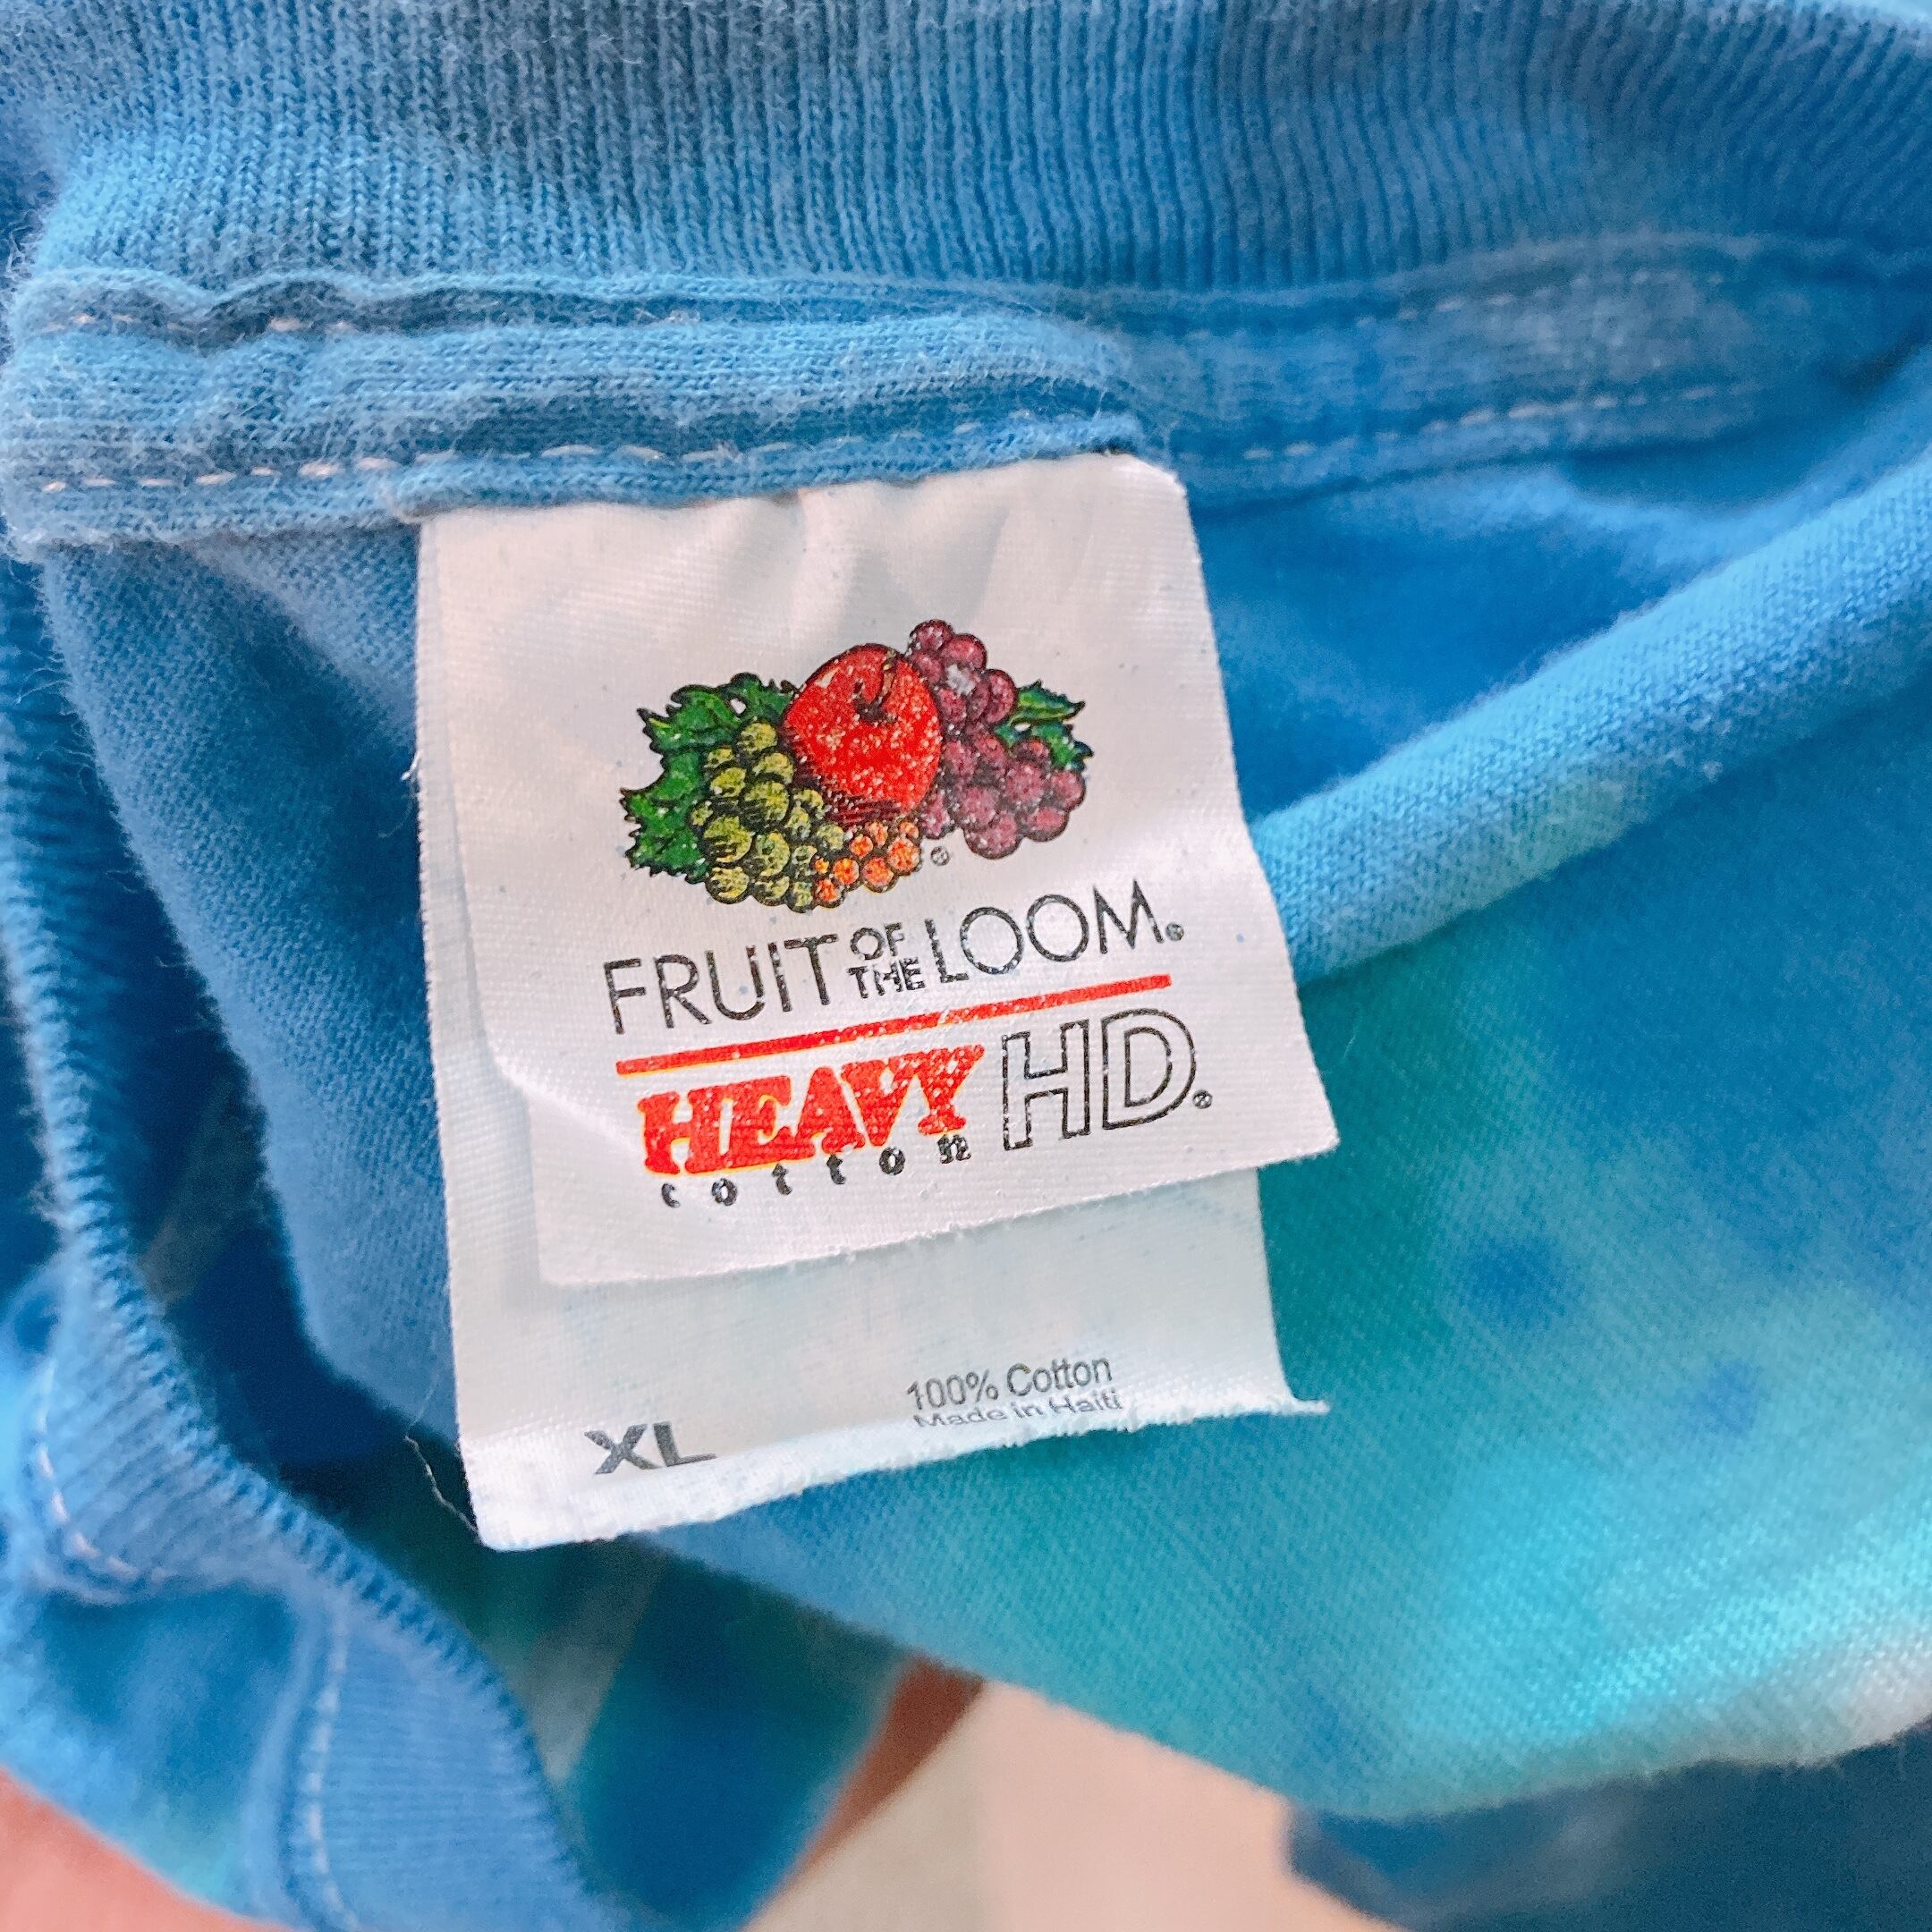 FRUIT OF THE LOOM®
HEAVY HD®
cotton
100% Cotton
Made in Haiti
XL